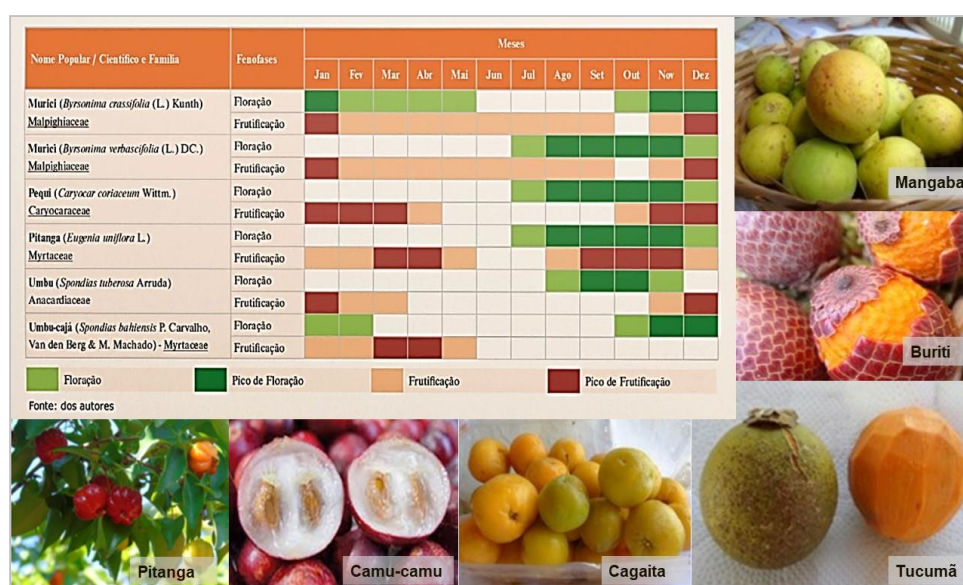 Nome Popular / Científico e Família
Fenofases
Meses
Jan Fev Mar Abr Mai Jun Jul Ago Set Out Nov Dez
Murici (Byrsonima crassifolia (L.) Kunth)
Malpighiaceae
Floração
Frutificação
Murici (Byrsonima verbascifolia (L.) DC.)
Malpighiaceae
Floração
Frutificação
Pequi (Caryocar coriaceum Wittm.)
Caryocaraceae
Floração
Frutificação
Pitanga (Eugenia uniflora L.)
Myrtaceae
Floração
Frutificação
Umbu (Spondias tuberosa Arruda)
Anacardiaceae
Floração
Frutificação
Umbu-cajá (Spondias bahiensis P. Carvalho,
Van den Berg & M. Machado) - Myrtaceae
Floração
Frutificação
Floração Pico de Floração Frutificação Pico de Frutificação
Fonte: dos autores
Mangaba
Buriti
Pitanga
Camu-camu
Cagaita
Tucumã